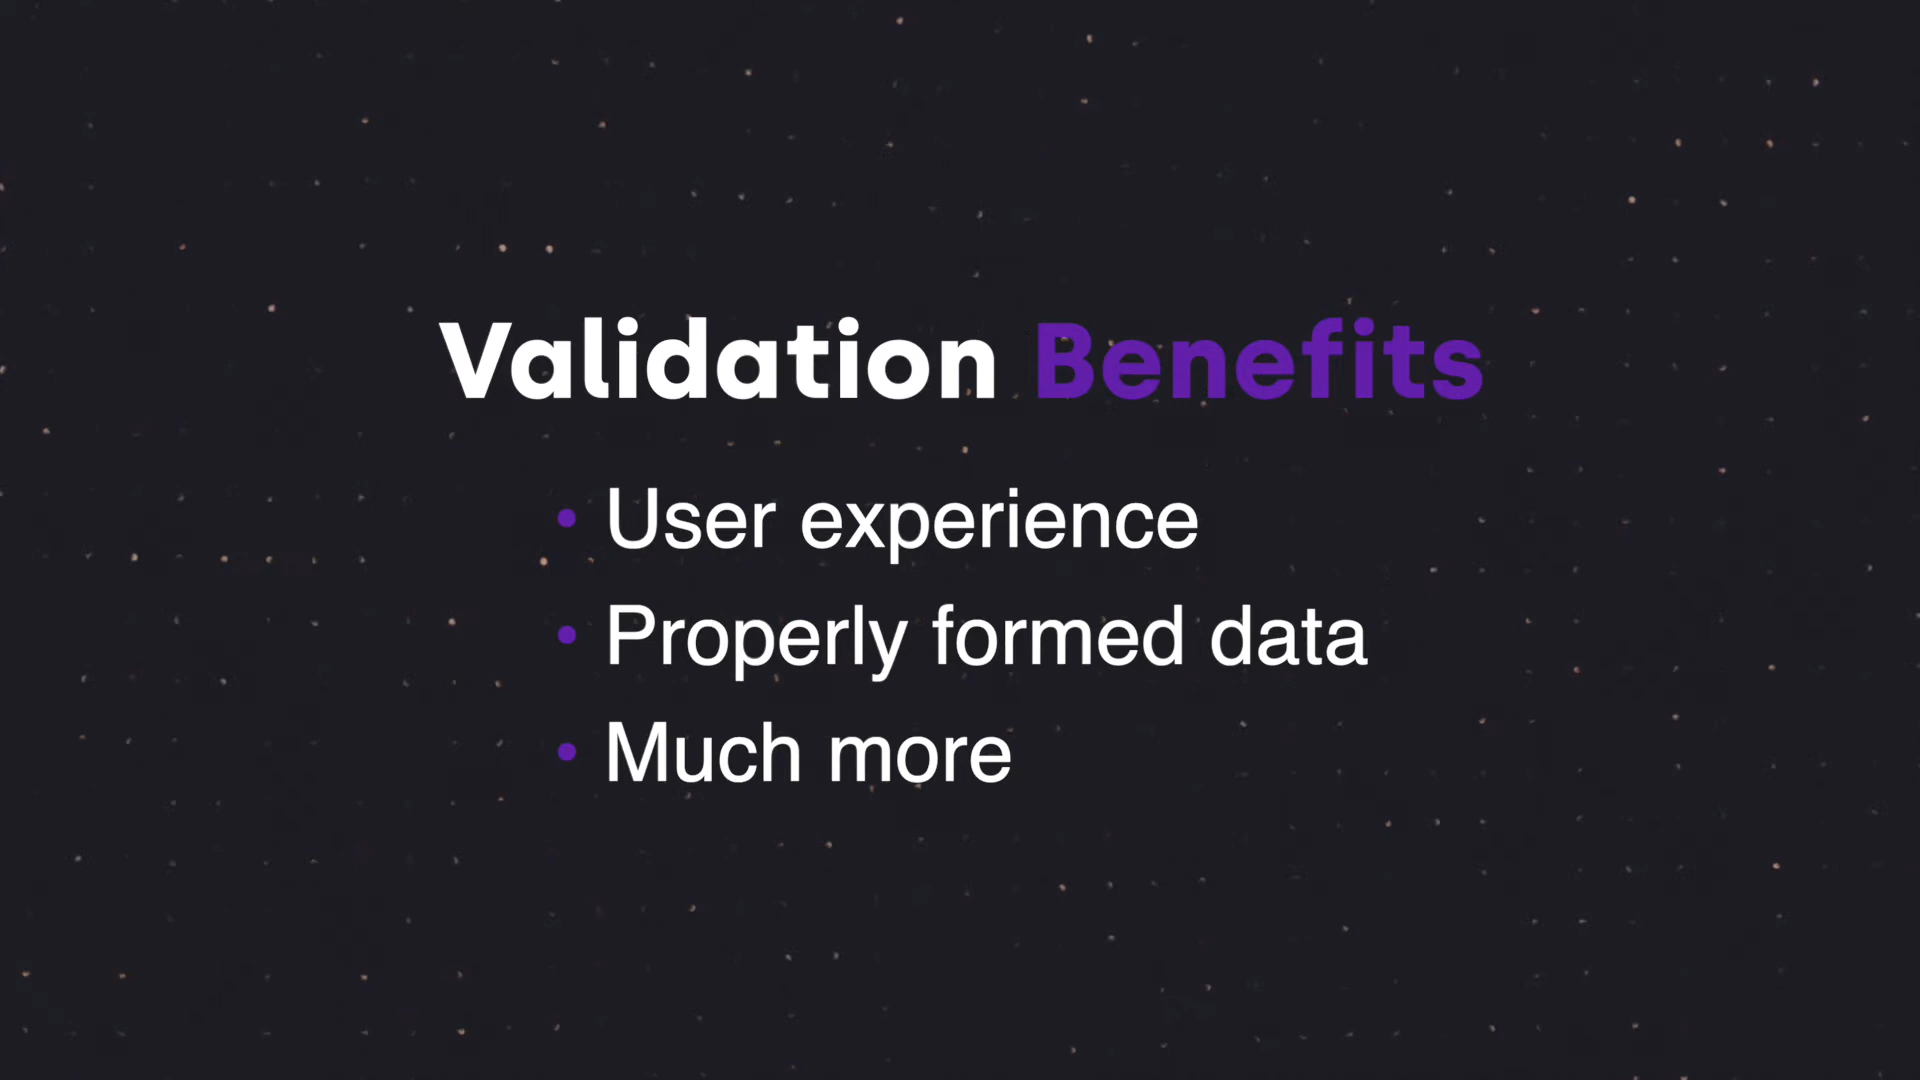 Validation Benefits
• User experience
• Properly formed data
• Much more